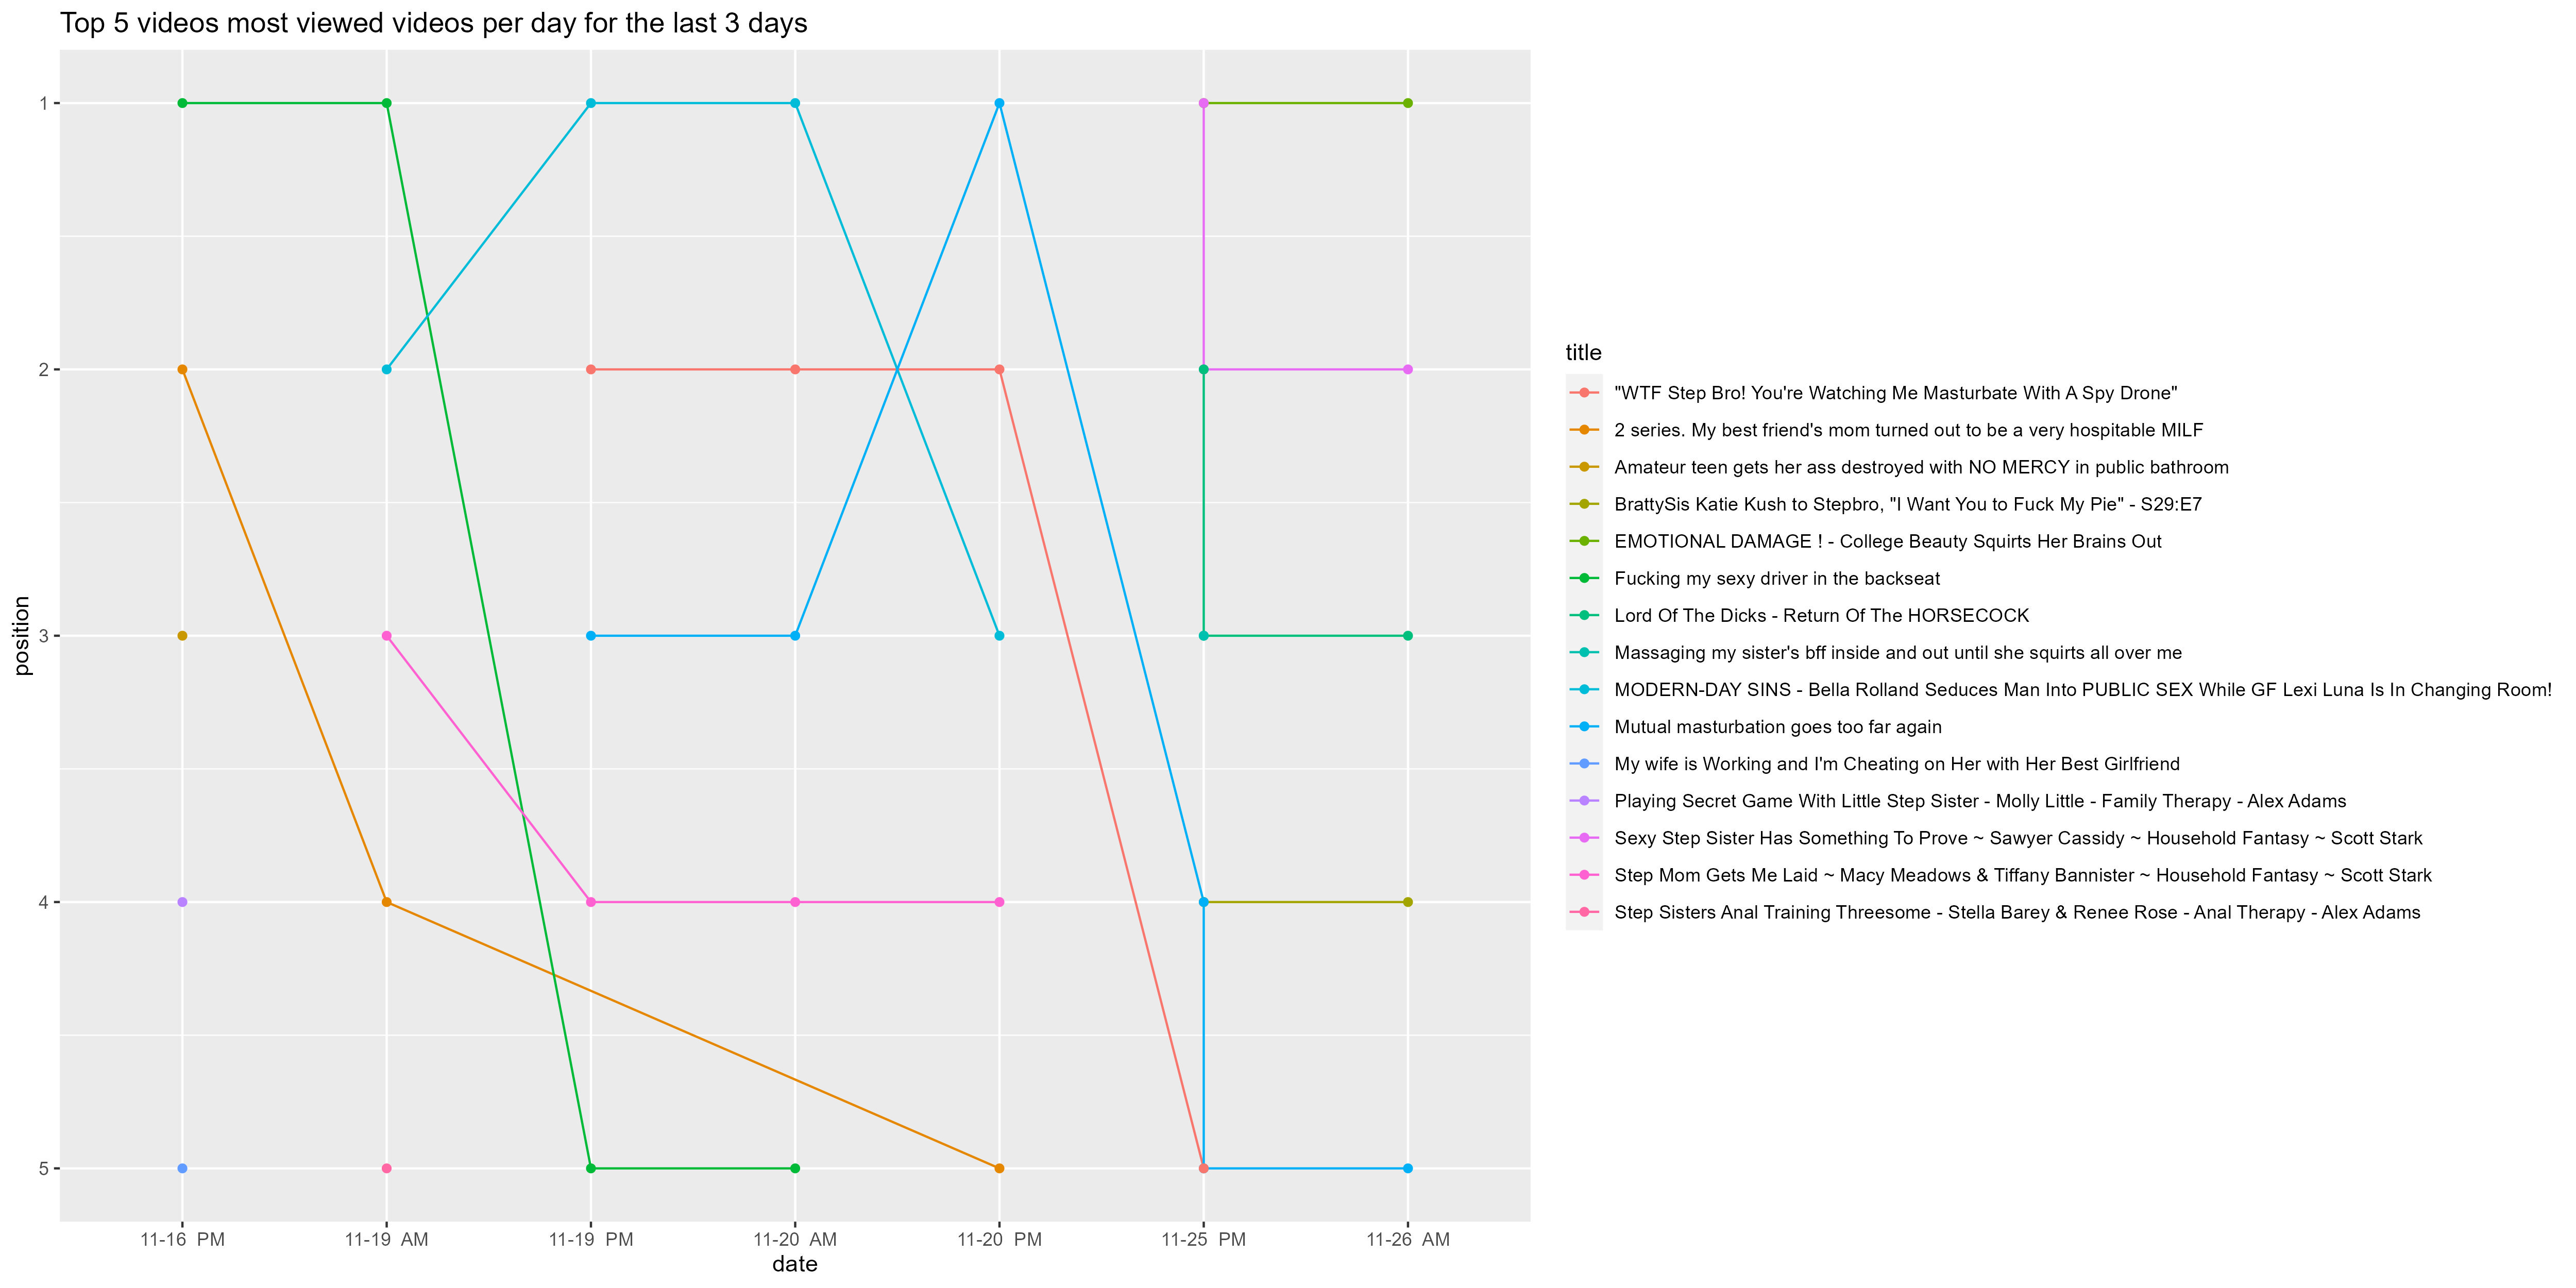 Top 5 videos most viewed videos per day for the last 3 days
1
2
3
4
5
position
11-16 PM
11-19 AM
11-19 PM
11-20 AM
11-20 PM
11-25 PM
11-26 AM
date
title
"WTF Step Bro! You're Watching Me Masturbate With A Spy Drone"
2 series. My best friend's mom turned out to be a very hospitable MILF
Amateur teen gets her ass destroyed with NO MERCY in public bathroom
BrattySis Katie Kush to Stepbro, "I Want You to Fuck My Pie" - S29:E7
EMOTIONAL DAMAGE ! - College Beauty Squirts Her Brains Out
Fucking my sexy driver in the backseat
Lord Of The Dicks - Return Of The HORSECOCK
Massaging my sister's bff inside and out until she squirts all over me
MODERN-DAY SINS - Bella Rolland Seduces Man Into PUBLIC SEX While GF Lexi Luna Is In Changing Room!
Mutual masturbation goes too far again
My wife is Working and I'm Cheating on Her with Her Best Girlfriend
Playing Secret Game With Little Step Sister - Molly Little - Family Therapy - Alex Adams
Sexy Step Sister Has Something To Prove ~ Sawyer Cassidy ~ Household Fantasy ~ Scott Stark
Step Mom Gets Me Laid ~ Macy Meadows & Tiffany Bannister ~ Household Fantasy ~ Scott Stark
Step Sisters Anal Training Threesome - Stella Barey & Renee Rose - Anal Therapy - Alex Adams